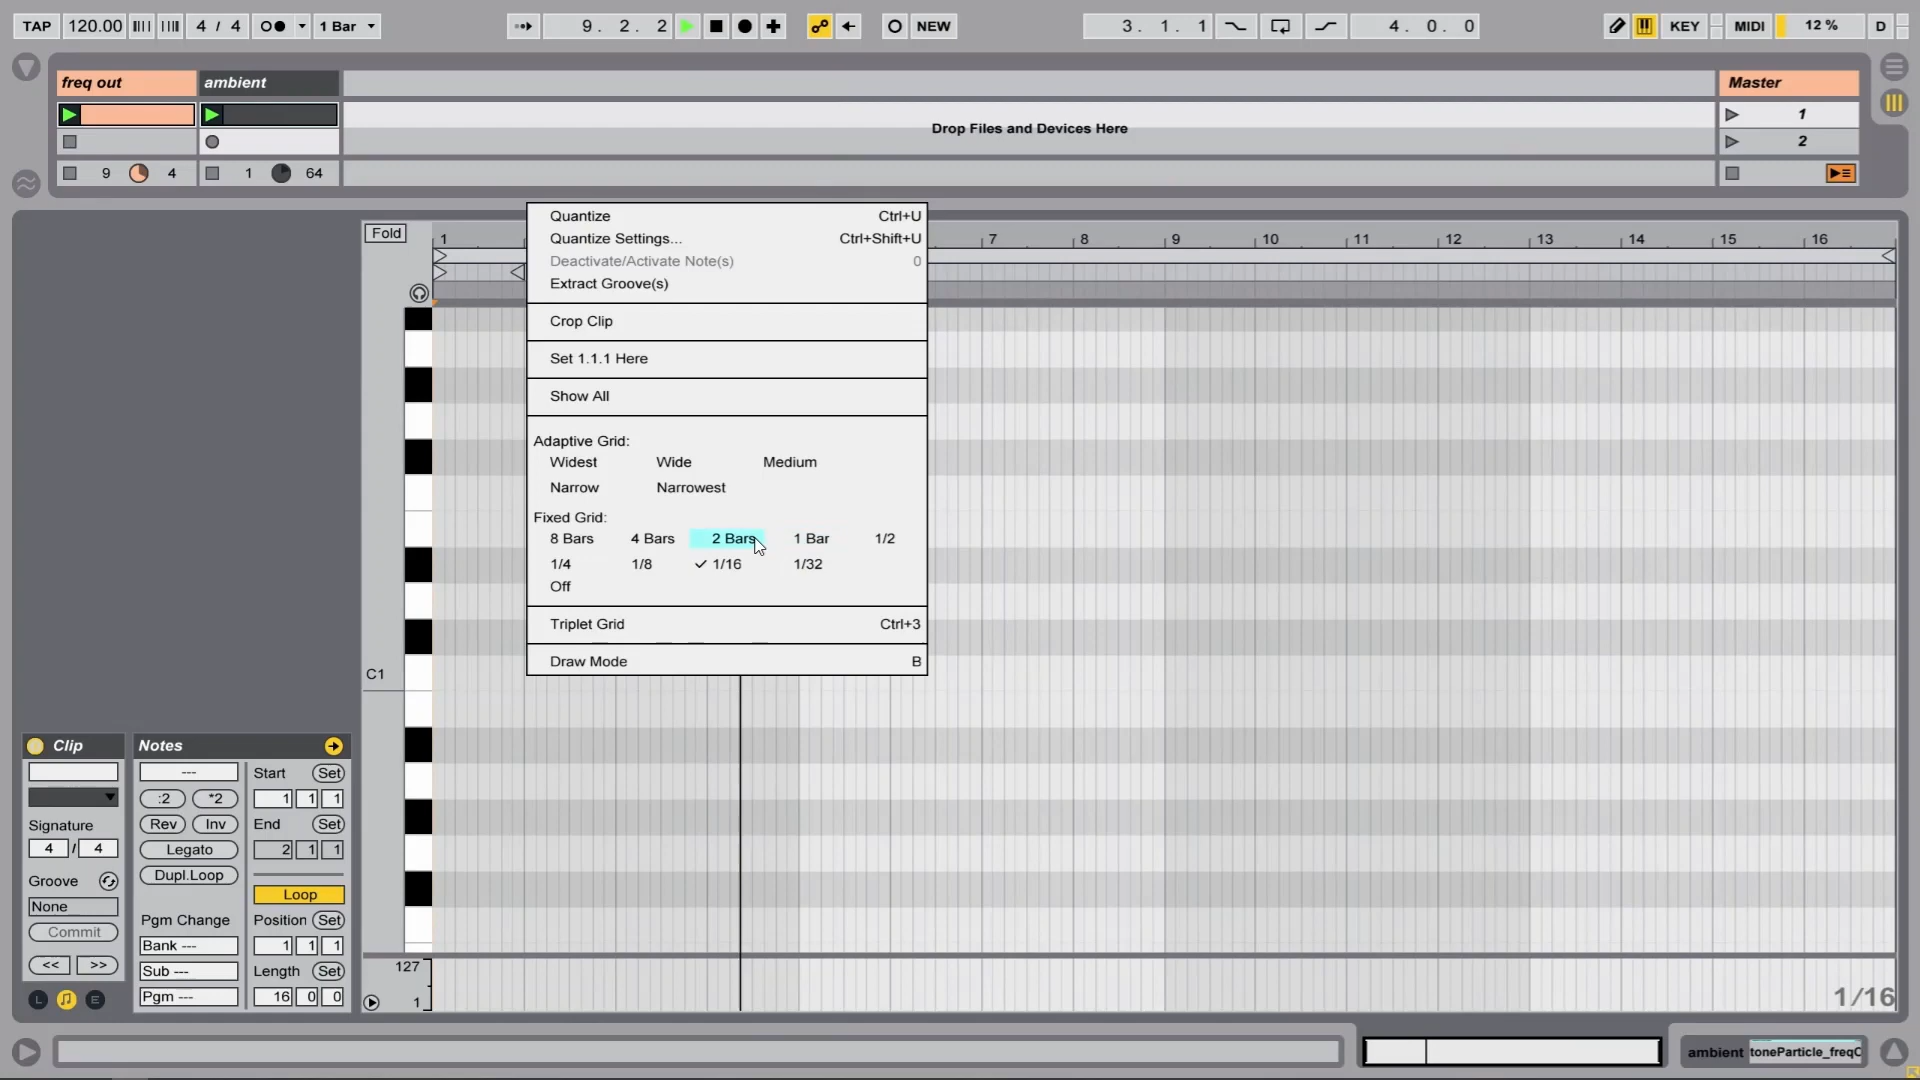 TAP 120.00 4 / 4 1 Bar 9. 2. 2 NEW 3. 1. 1 4. 0. 0 KEY MIDI 12 % D
freq out ambient Master
Drop Files and Devices Here
1
2
9 4 1 64
Fold
1 7 8 9 10 11 12 13 14 15 16
Quantize Ctrl+U
Quantize Settings... Ctrl+Shift+U
Deactivate/Activate Note(s) 0
Extract Groove(s)
Crop Clip
Set 1.1.1 Here
Show All
Adaptive Grid:
Widest Wide Medium
Narrow Narrowest
Fixed Grid:
8 Bars 4 Bars 2 Bars 1 Bar 1/2
1/4 1/8 1/16 1/32
Off
Triplet Grid Ctrl+3
Draw Mode B
C1
Clip Notes
--- Start Set
:2 *2 1 1 1
Signature Rev Inv End Set
4 / 4 Legato 2 1 1
Groove Dupl.Loop
None Loop
Commit Pgm Change Position Set
Bank --- 1 1 1
<< >> Sub --- Length Set
L E Pgm --- 16 0 0
127
1
1/16
ambient toneParticle_freqO